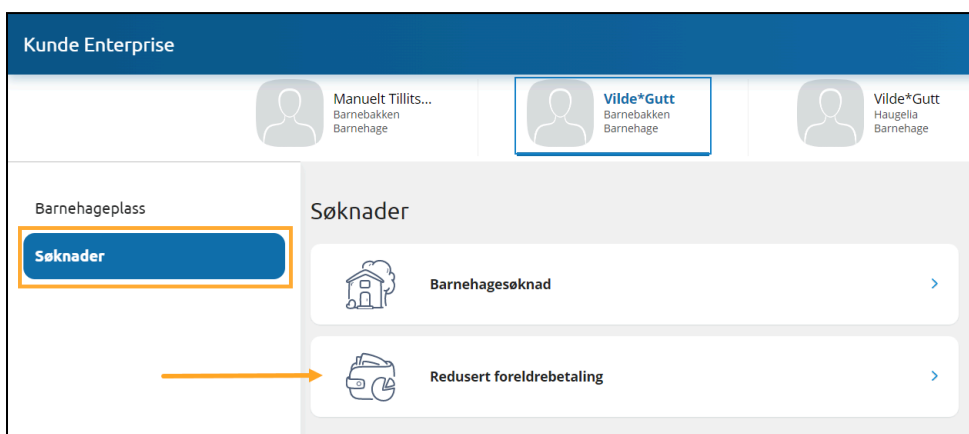 Kunde Enterprise
Manuelt Tillits...
Barnebakken
Barnehage
Vilde*Gutt
Barnebakken
Barnehage
Vilde*Gutt
Haugelia
Barnehage
Barnehageplass
Søknader
Søknader
Barnehagesøknad
Redusert foreldrebetaling